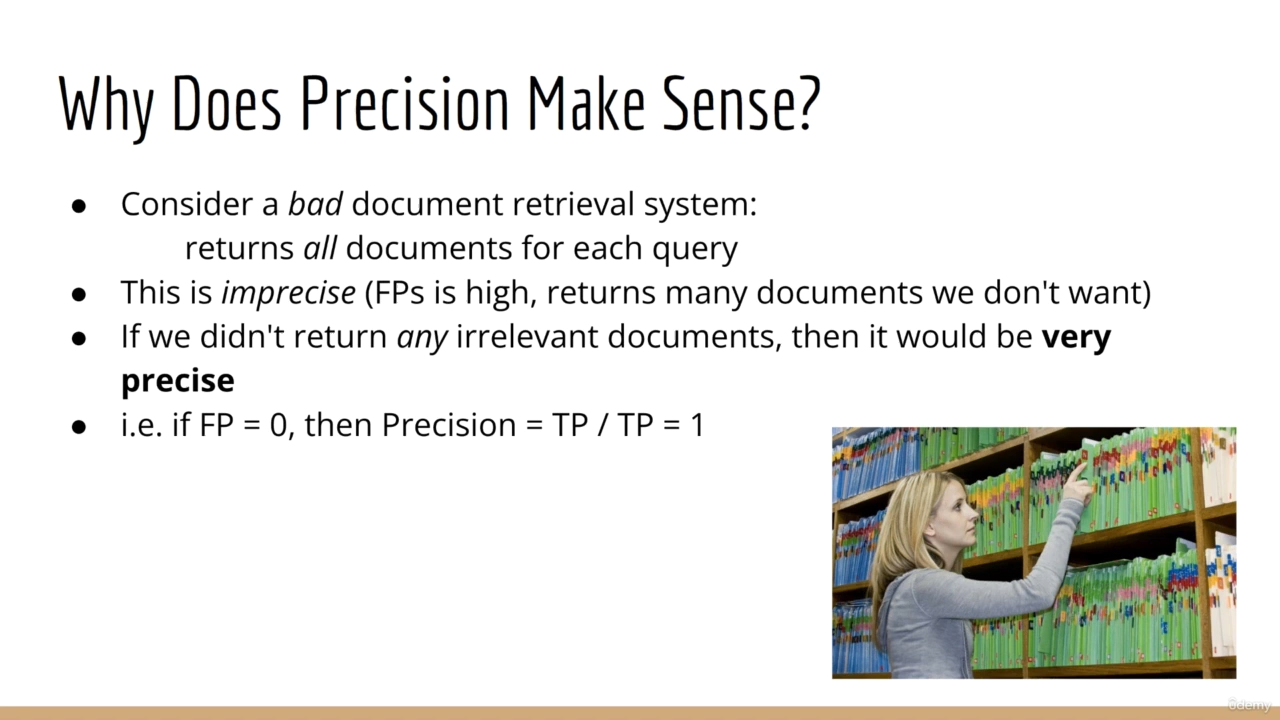 Why Does Precision Make Sense?
● Consider a bad document retrieval system:
returns all documents for each query
● This is imprecise (FPs is high, returns many documents we don't want)
● If we didn't return any irrelevant documents, then it would be very
precise
● i.e. if FP = 0, then Precision = TP / TP = 1
ûdemy